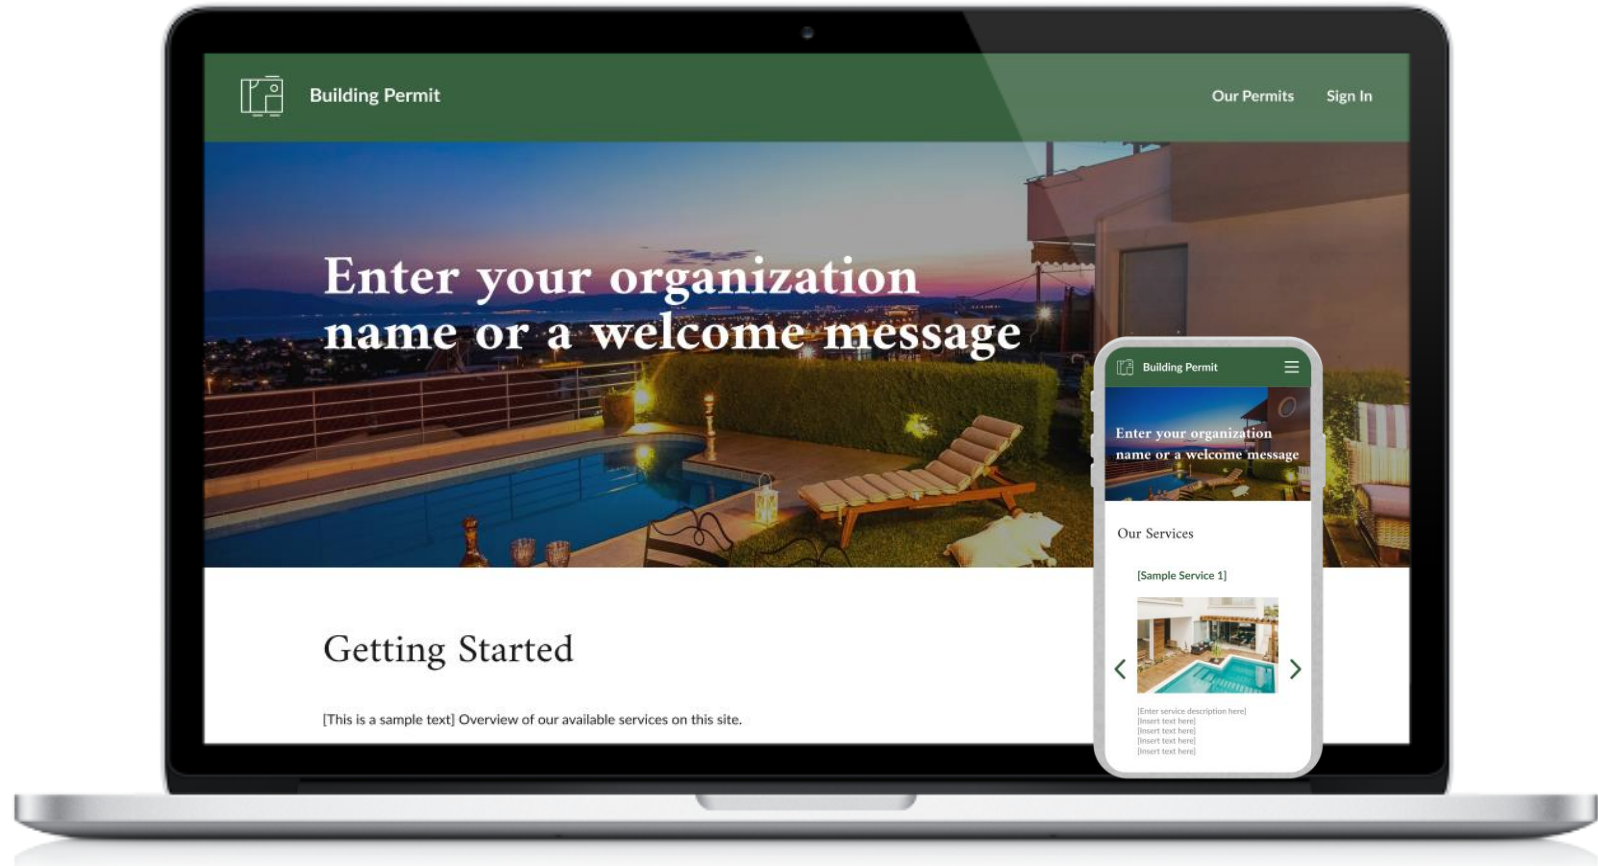 Building Permit
Our Permits
Sign In
Enter your organization
name or a welcome message
Getting Started
[This is a sample text] Overview of our available services on this site.
Building Permit
Enter your organization
name or a welcome message
Our Services
[Sample Service 1]
[Enter service description here]
[Insert text here]
[Insert text here]
[Insert text here]
[Insert text here]